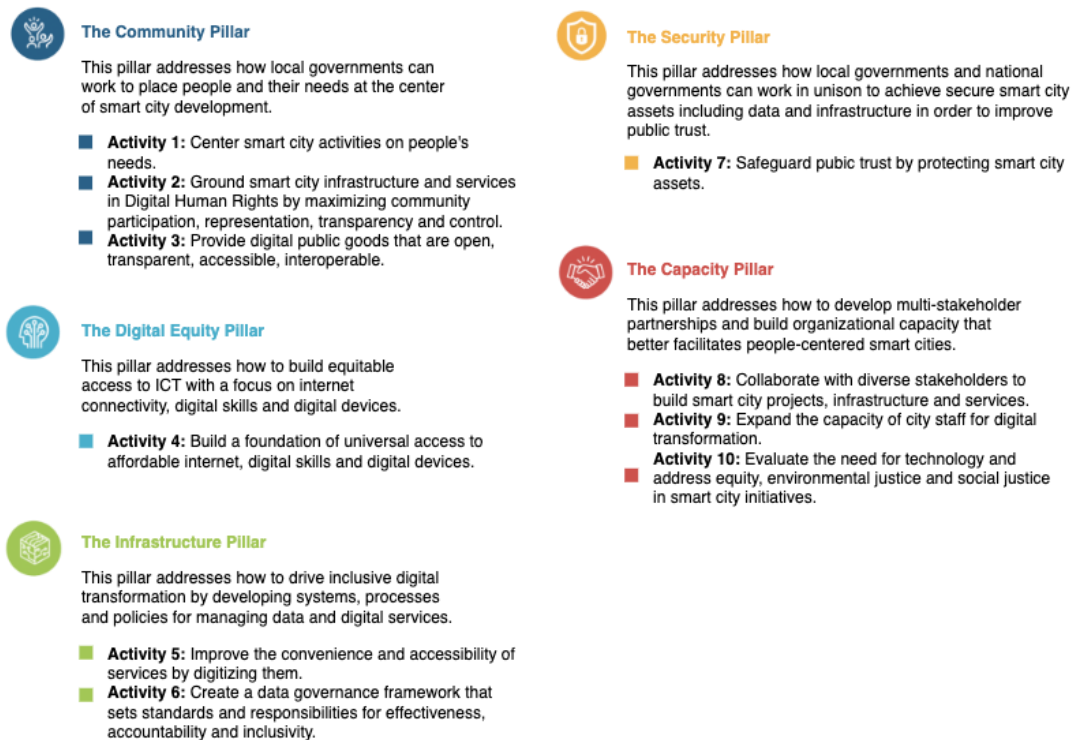 The Community Pillar
This pillar addresses how local governments can
work to place people and their needs at the center
of smart city development.
Activity 1: Center smart city activities on people's
needs.
Activity 2: Ground smart city infrastructure and services
in Digital Human Rights by maximizing community
participation, representation, transparency and control.
Activity 3: Provide digital public goods that are open,
transparent, accessible, interoperable.
The Digital Equity Pillar
This pillar addresses how to build equitable
access to ICT with a focus on internet
connectivity, digital skills and digital devices.
Activity 4: Build a foundation of universal access to
affordable internet, digital skills and digital devices.
The Infrastructure Pillar
This pillar addresses how to drive inclusive digital
transformation by developing systems, processes
and policies for managing data and digital services.
Activity 5: Improve the convenience and accessibility of
services by digitizing them.
Activity 6: Create a data governance framework that
sets standards and responsibilities for effectiveness,
accountability and inclusivity.
The Security Pillar
This pillar addresses how local governments and national
governments can work in unison to achieve secure smart city
assets including data and infrastructure in order to improve
public trust.
Activity 7: Safeguard pubic trust by protecting smart city
assets.
The Capacity Pillar
This pillar addresses how to develop multi-stakeholder
partnerships and build organizational capacity that
better facilitates people-centered smart cities.
Activity 8: Collaborate with diverse stakeholders to
build smart city projects, infrastructure and services.
Activity 9: Expand the capacity of city staff for digital
transformation.
Activity 10: Evaluate the need for technology and
address equity, environmental justice and social justice
in smart city initiatives.